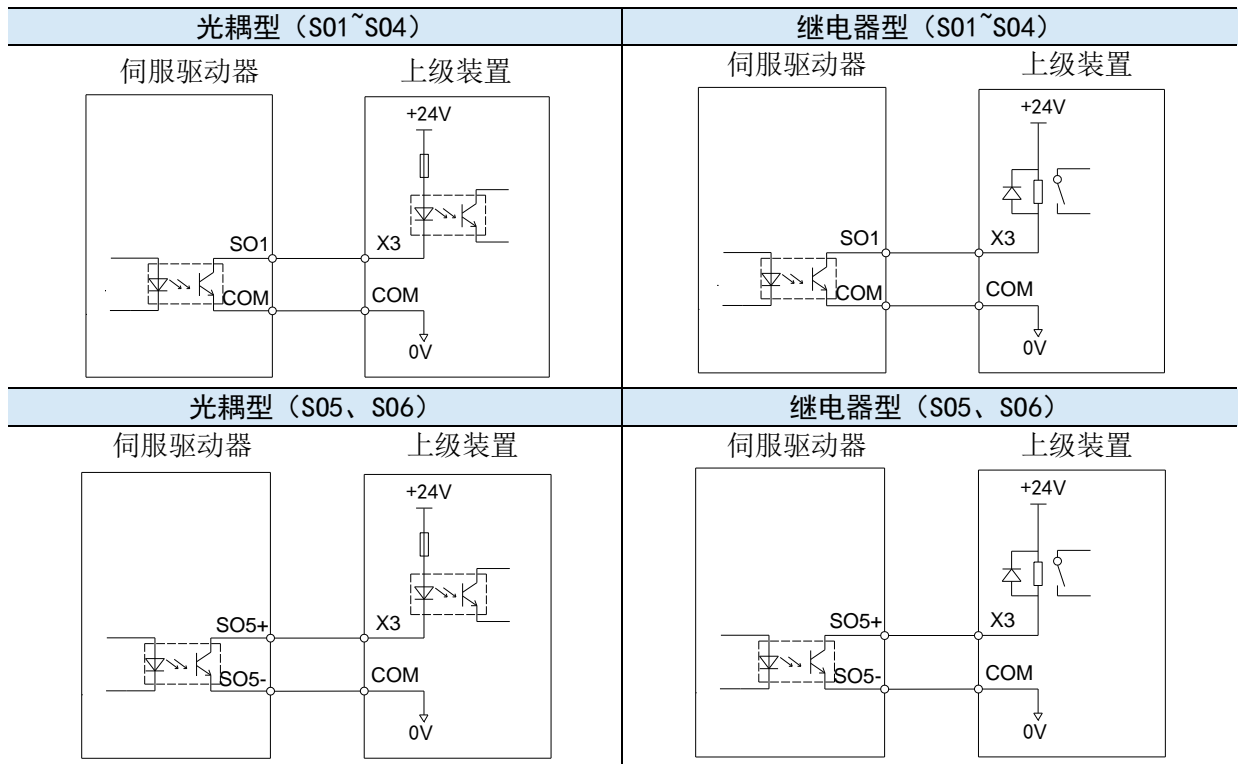 光耦型（SO1~SO4）
伺服驱动器 上级装置
+24V
SO1 X3
COM COM
0V
继电器型（SO1~SO4）
伺服驱动器 上级装置
+24V
SO1 X3
COM COM
0V
光耦型（SO5、SO6）
伺服驱动器 上级装置
+24V
SO5+ X3
SO5- COM
0V
继电器型（SO5、SO6）
伺服驱动器 上级装置
+24V
SO5+ X3
SO5- COM
0V